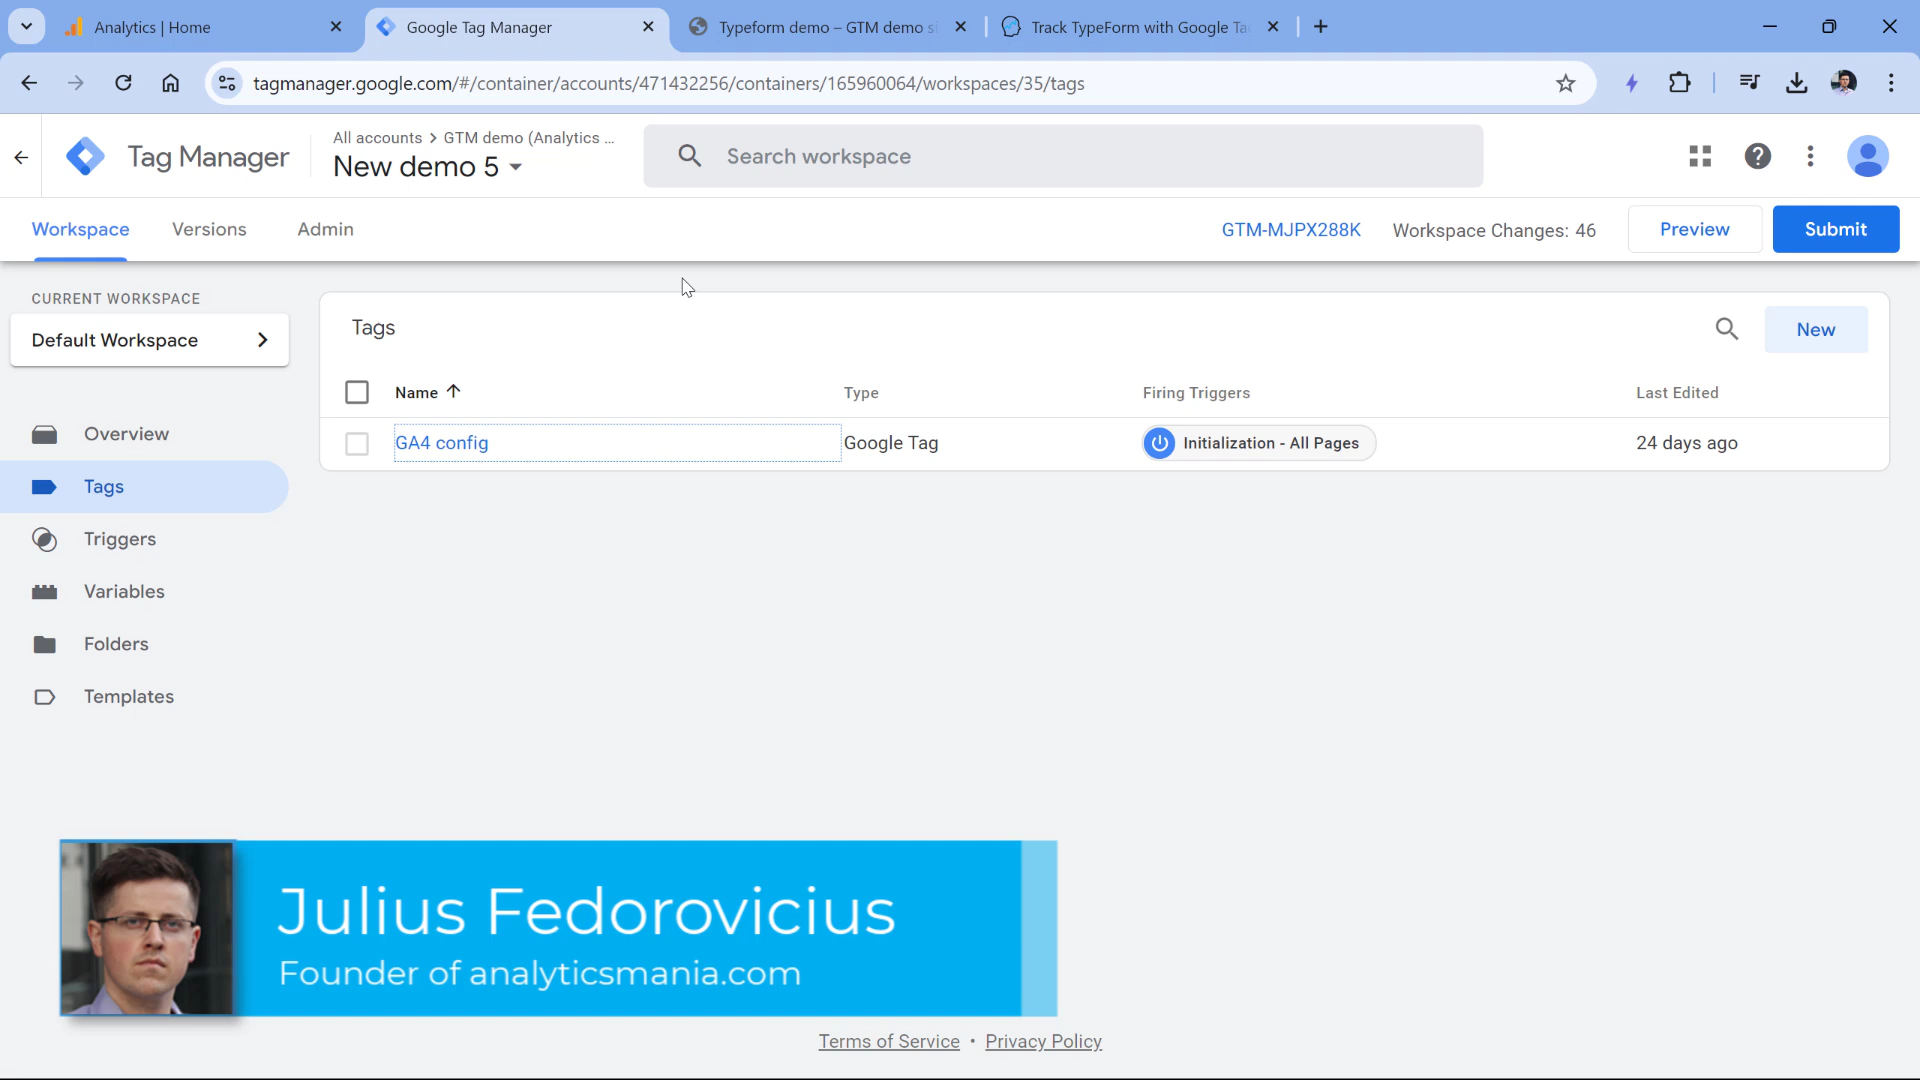 Analytics | Home
Google Tag Manager
Typeform demo – GTM demo s
Track TypeForm with Google Ta
tagmanager.google.com/#/container/accounts/471432256/containers/165960064/workspaces/35/tags
Tag Manager
All accounts > GTM demo (Analytics ...
New demo 5
Search workspace
Workspace
Versions
Admin
GTM-MJPX288K
Workspace Changes: 46
Preview
Submit
CURRENT WORKSPACE
Default Workspace
Overview
Tags
Triggers
Variables
Folders
Templates
Tags
New
Name
Type
Firing Triggers
Last Edited
GA4 config
Google Tag
Initialization - All Pages
24 days ago
Julius Fedorovicius
Founder of analyticsmania.com
Terms of Service • Privacy Policy